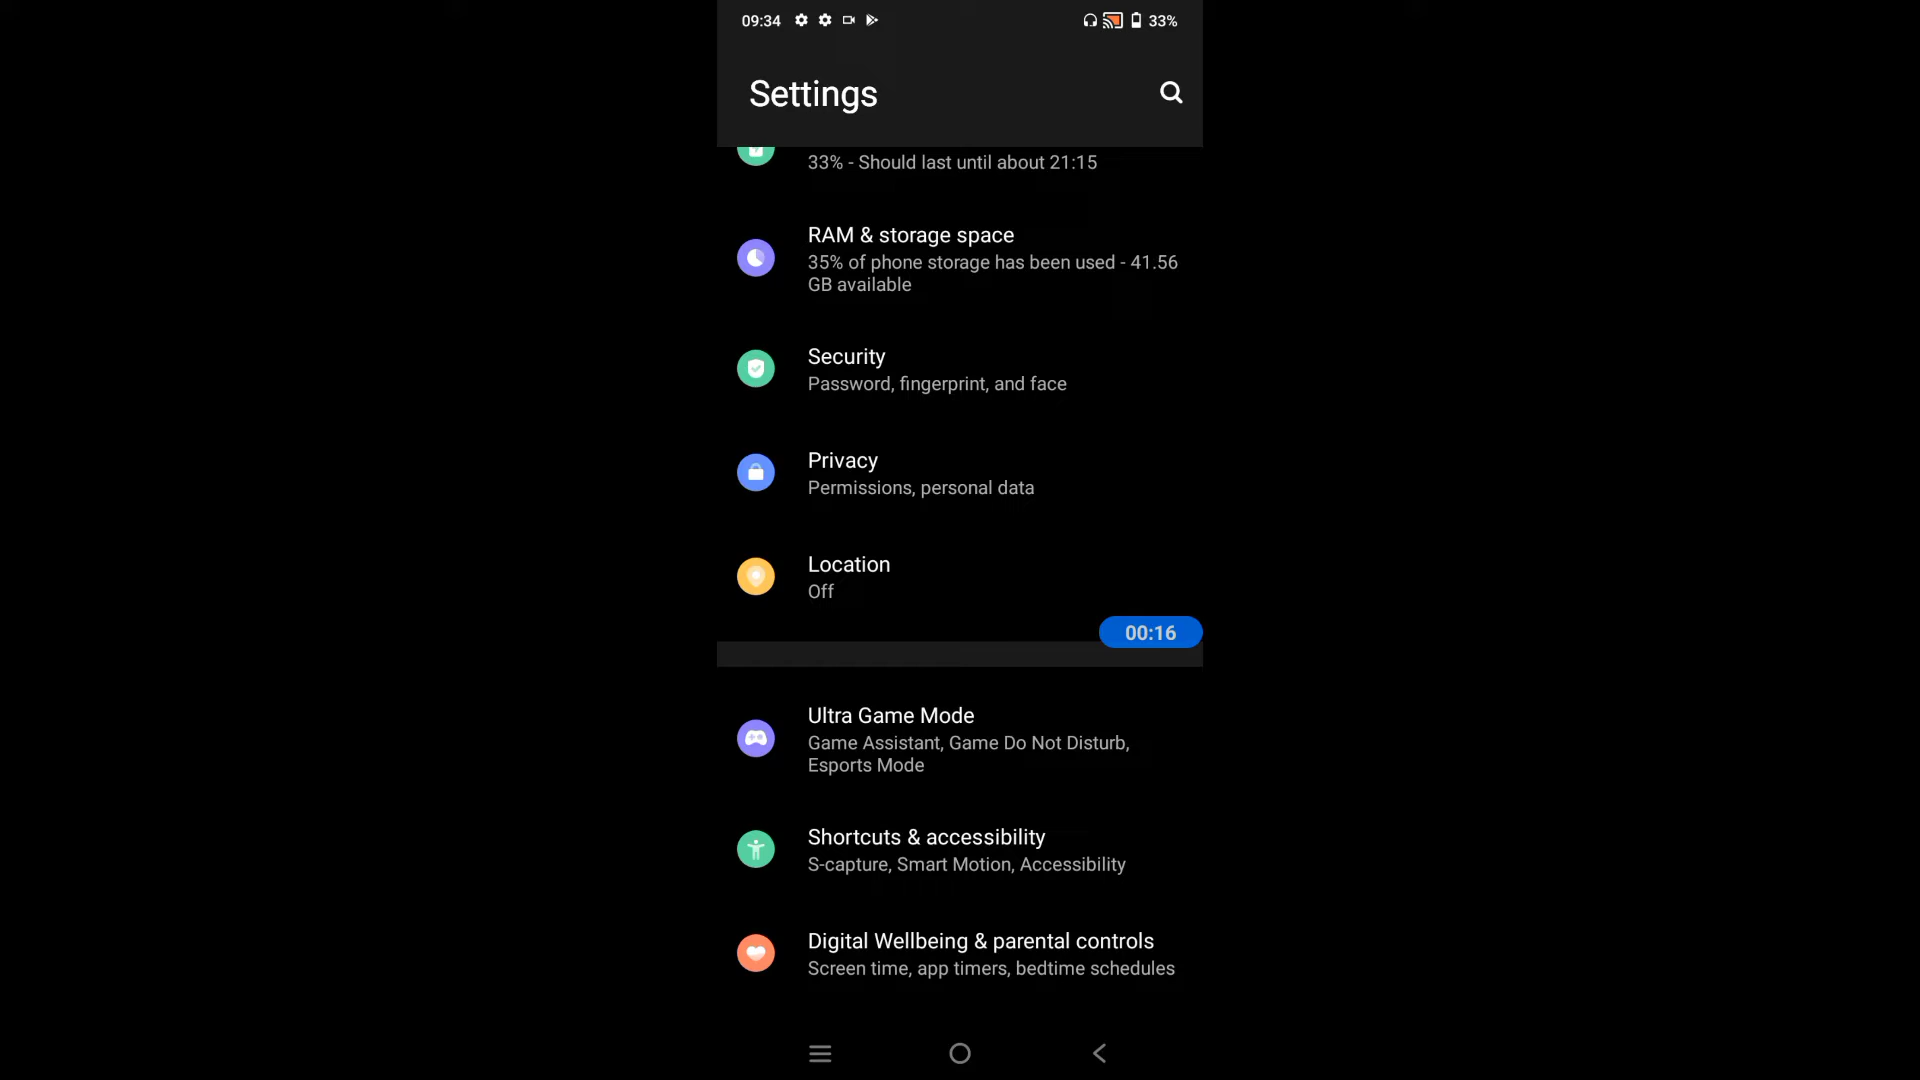 09:34
33%
Settings
33% - Should last until about 21:15
RAM & storage space
35% of phone storage has been used - 41.56
GB available
Security
Password, fingerprint, and face
Privacy
Permissions, personal data
Location
Off
00:16
Ultra Game Mode
Game Assistant, Game Do Not Disturb,
Esports Mode
Shortcuts & accessibility
S-capture, Smart Motion, Accessibility
Digital Wellbeing & parental controls
Screen time, app timers, bedtime schedules